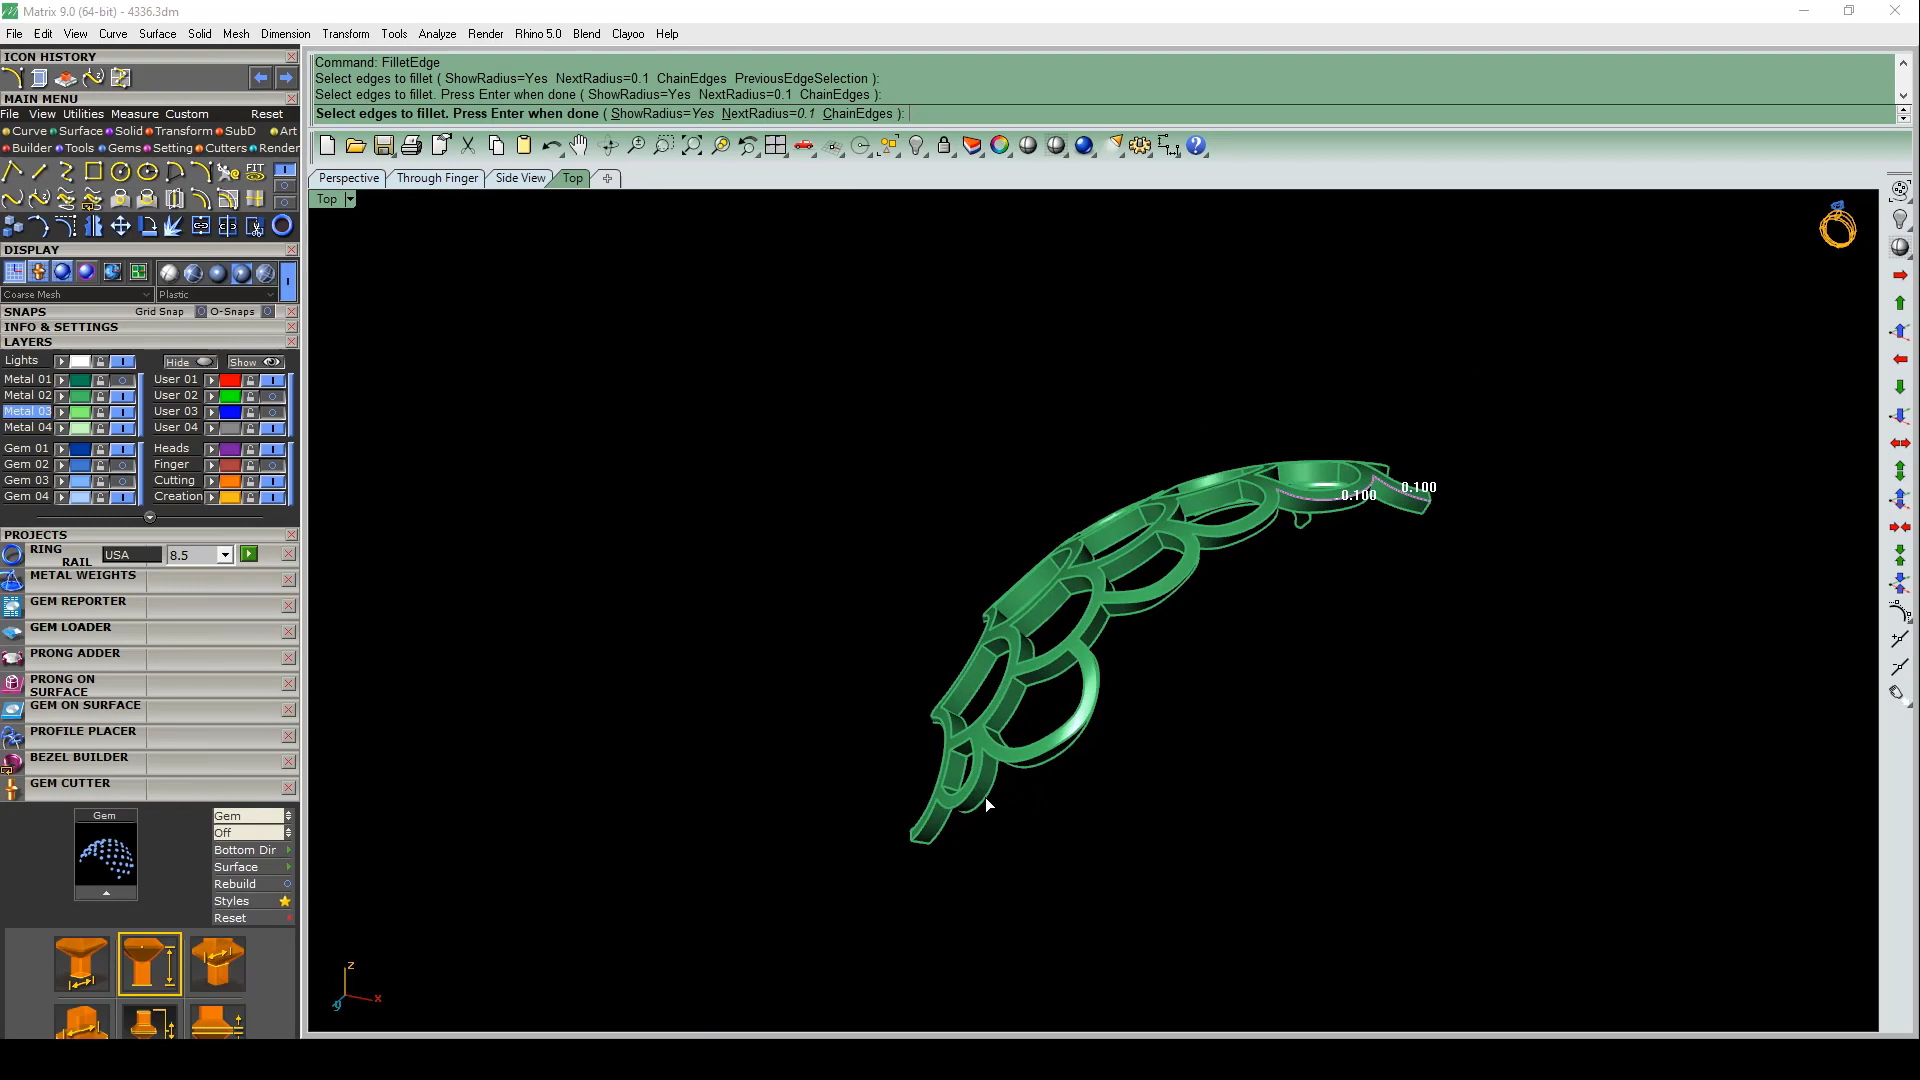 Matrix 9.0 (64-bit) - 4336.3dm
File Edit View Curve Surface Solid Mesh Dimension Transform Tools Analyze Render Rhino 5.0 Blend Clayoo Help
ICON HISTORY
Command: FilletEdge
Select edges to fillet ( ShowRadius=Yes NextRadius=0.1 ChainEdges PreviousEdgeSelection ):
Select edges to fillet. Press Enter when done ( ShowRadius=Yes NextRadius=0.1 ChainEdges ):
Select edges to fillet. Press Enter when done ( ShowRadius=Yes NextRadius=0.1 ChainEdges ):
MAIN MENU
File View Utilities Measure Custom Reset
Curve Surface Solid Transform SubD Art
Builder Tools Gems Setting Cutters Render
FIT
Perspective Through Finger Side View Top
Top
DISPLAY
Coarse Mesh Plastic
SNAPS Grid Snap O-Snaps
INFO & SETTINGS
LAYERS
Lights Hide Show
Metal 01 User 01
Metal 02 User 02
Metal 03 User 03
Metal 04 User 04
Gem 01 Heads
Gem 02 Finger
Gem 03 Cutting
Gem 04 Creation
PROJECTS
RING RAIL USA 8.5
METAL WEIGHTS
GEM REPORTER
GEM LOADER
PRONG ADDER
PRONG ON SURFACE
GEM ON SURFACE
PROFILE PLACER
BEZEL BUILDER
GEM CUTTER
Gem
Gem
Off
Bottom Dir
Surface
Rebuild
Styles
Reset
0.100
0.100
z
x
y